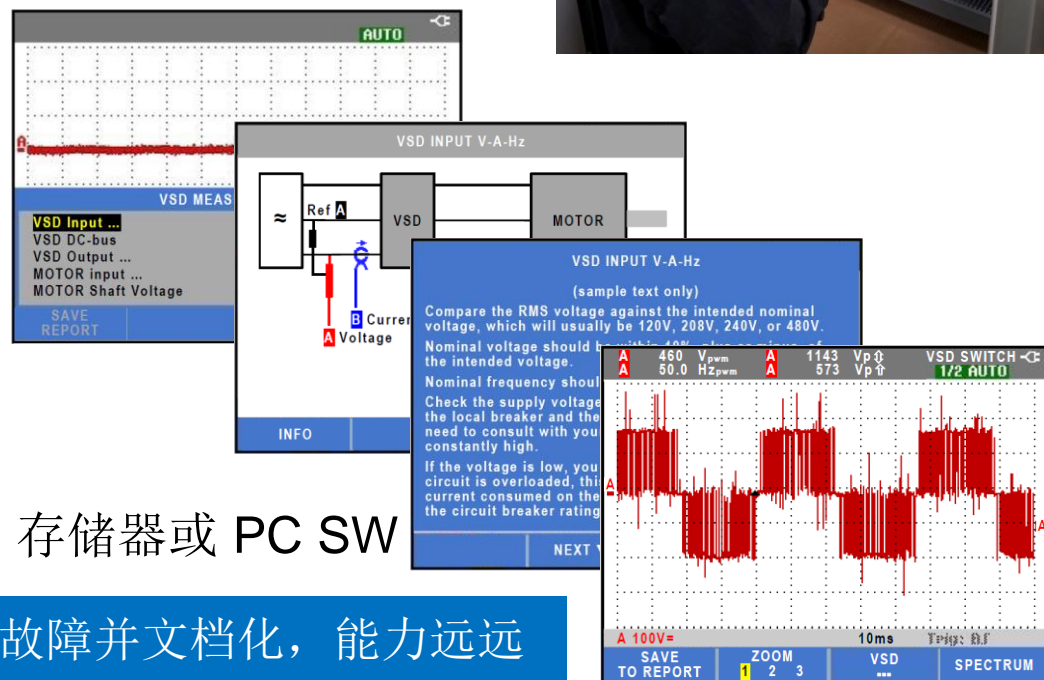 AUTO
A
VSD MEAS
VSD Input ...
VSD DC-bus
VSD Output ...
MOTOR input ...
MOTOR Shaft Voltage
SAVE
REPORT
VSD INPUT V-A-Hz
≈
Ref A
VSD
MOTOR
B Curre
A Voltage
INFO
VSD INPUT V-A-Hz
(sample text only)
Compare the RMS voltage against the intended nominal
voltage, which will usually be 120V, 208V, 240V, or 480V.
Nominal voltage should
the intended voltage.
Nominal frequency shoul
Check the supply voltage
the local breaker and the
need to consult with you
constantly high.
If the voltage is low, you
circuit is overloaded, thi
current consumed on the
the circuit breaker rating
NEXT
A 460 Vpwm A 1143 Vp VSD SWITCH
A 50.0 Hzpwm A 573 Vp 1/2 AUTO
A
A
A 100V= 10ms Trig:
SAVE
TO REPORT
ZOOM
1 2 3
VSD
SPECTRUM
存储器或 PC SW
故障并文档化，能力远远